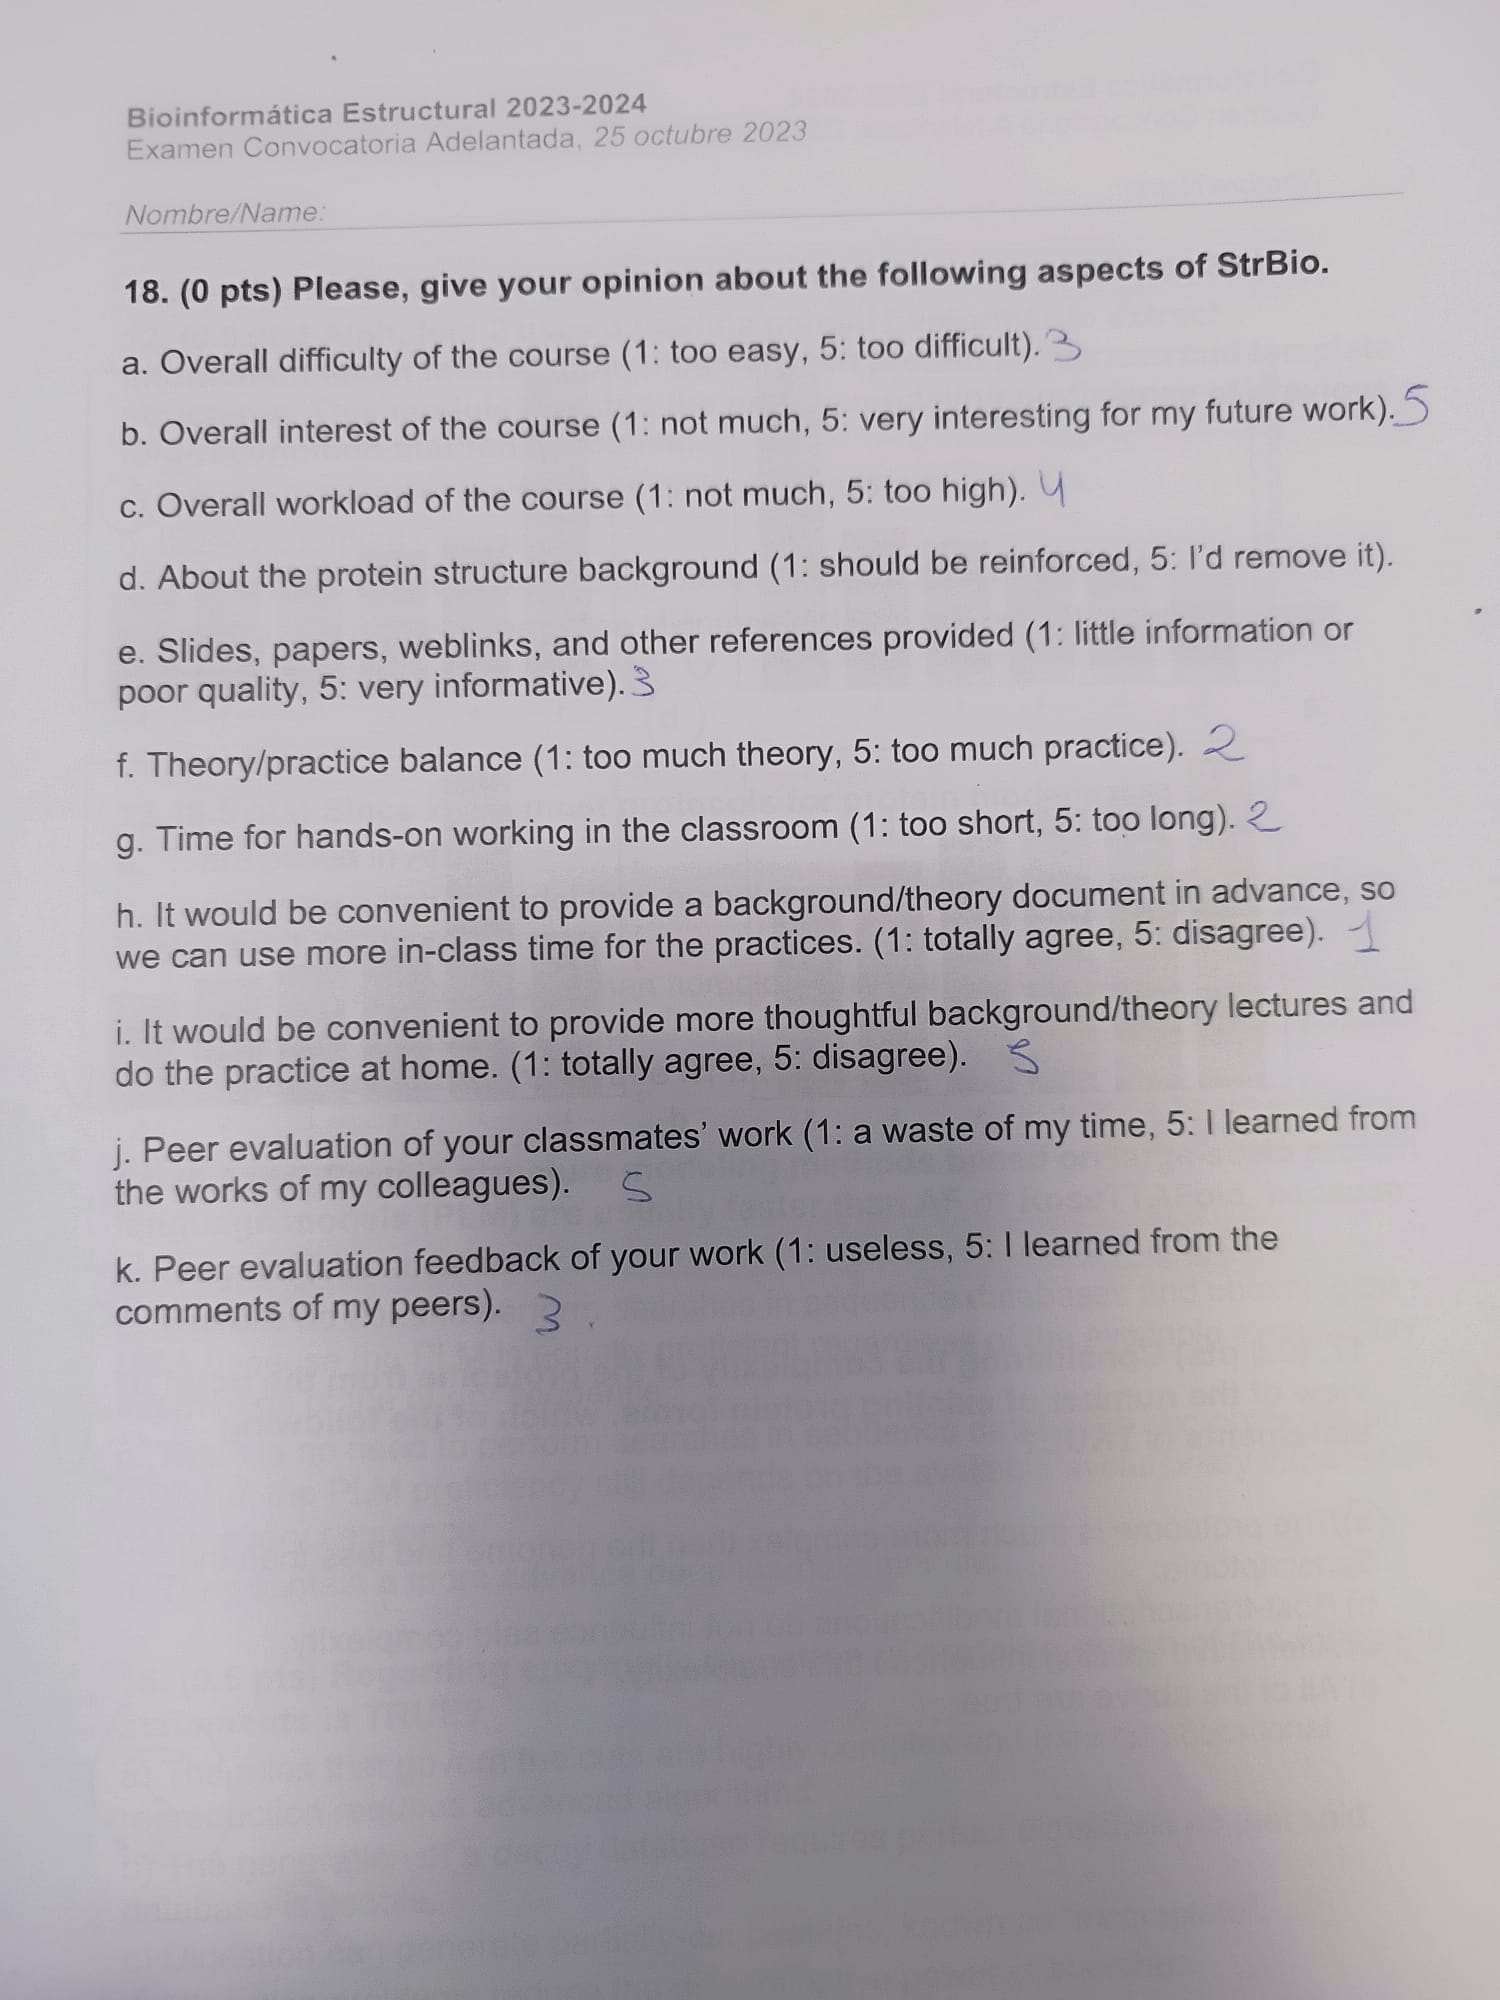 Bioinformática Estructural 2023-2024
Examen Convocatoria Adelantada, 25 octubre 2023
Nombre/Name:
18. (0 pts) Please, give your opinion about the following aspects of StrBio.
a. Overall difficulty of the course (1: too easy, 5: too difficult). 3
b. Overall interest of the course (1: not much, 5: very interesting for my future work). 5
c. Overall workload of the course (1: not much, 5: too high). 4
d. About the protein structure background (1: should be reinforced, 5: I'd remove it).
e. Slides, papers, weblinks, and other references provided (1: little information or
poor quality, 5: very informative). 3
f. Theory/practice balance (1: too much theory, 5: too much practice). 2
g. Time for hands-on working in the classroom (1: too short, 5: too long). 2
h. It would be convenient to provide a background/theory document in advance, so
we can use more in-class time for the practices. (1: totally agree, 5: disagree). 1
i. It would be convenient to provide more thoughtful background/theory lectures and
do the practice at home. (1: totally agree, 5: disagree). 5
j. Peer evaluation of your classmates' work (1: a waste of my time, 5: I learned from
the works of my colleagues). 5
k. Peer evaluation feedback of your work (1: useless, 5: I learned from the
comments of my peers). 3.